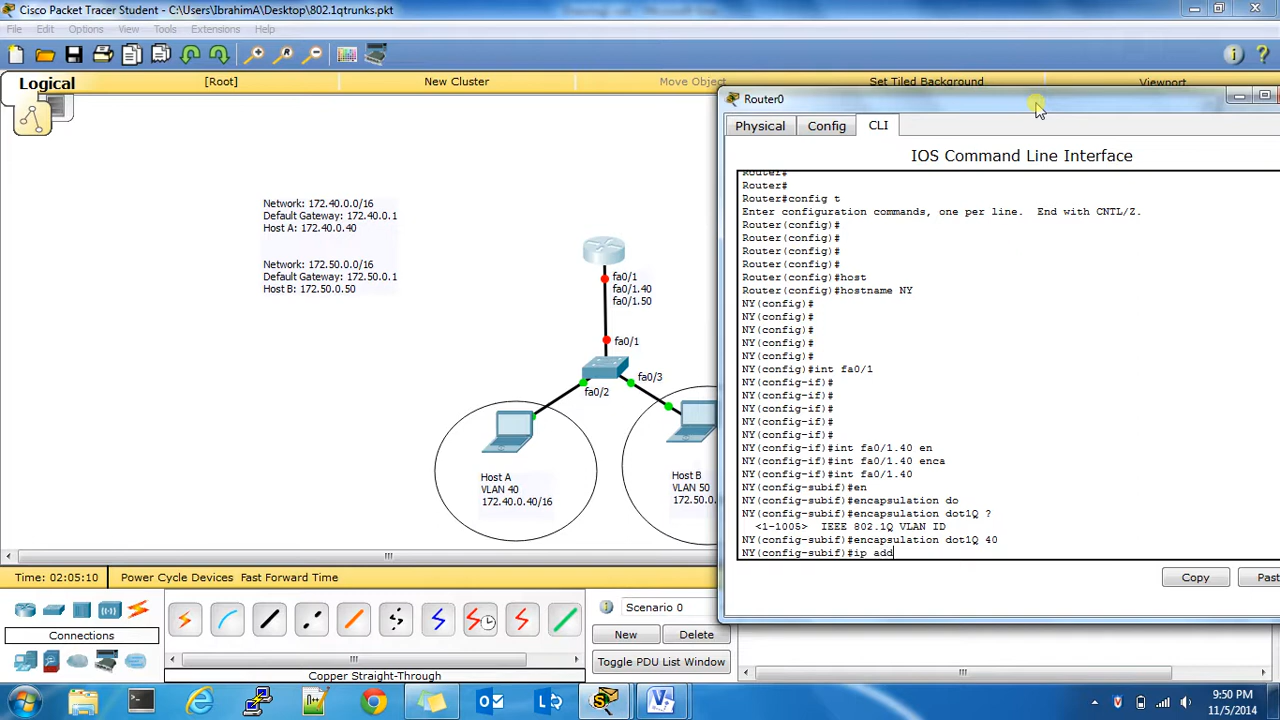 Cisco Packet Tracer Student - C:\Users\IbrahimA\Desktop\802.1qtrunks.pkt
File Edit Options View Tools Extensions Help
Logical [Root] New Cluster Move Object Set Tiled Background Viewport
Network: 172.40.0.0/16
Default Gateway: 172.40.0.1
Host A: 172.40.0.40
Network: 172.50.0.0/16
Default Gateway: 172.50.0.1
Host B: 172.50.0.50
fa0/1
fa0/1.40
fa0/1.50
fa0/1
fa0/3
fa0/2
Host A
VLAN 40
172.40.0.40/16
Host B
VLAN 50
172.50.0.
Router0
Physical Config CLI
IOS Command Line Interface
Router#
Router#
Router#config t
Enter configuration commands, one per line.  End with CNTL/Z.
Router(config)#
Router(config)#
Router(config)#
Router(config)#
Router(config)#host
Router(config)#hostname NY
NY(config)#
NY(config)#
NY(config)#
NY(config)#
NY(config)#
NY(config)#int fa0/1
NY(config-if)#
NY(config-if)#
NY(config-if)#
NY(config-if)#
NY(config-if)#
NY(config-if)#int fa0/1.40 en
NY(config-if)#int fa0/1.40 enca
NY(config-if)#int fa0/1.40
NY(config-subif)#en
NY(config-subif)#encapsulation do
NY(config-subif)#encapsulation dot1Q ?
<1-1005>  IEEE 802.1Q VLAN ID
NY(config-subif)#encapsulation dot1Q 40
NY(config-subif)#ip add
Copy Past
Time: 02:05:10 Power Cycle Devices Fast Forward Time
Connections
Copper Straight-Through
Scenario 0
New Delete
Toggle PDU List Window
9:50 PM
11/5/2014